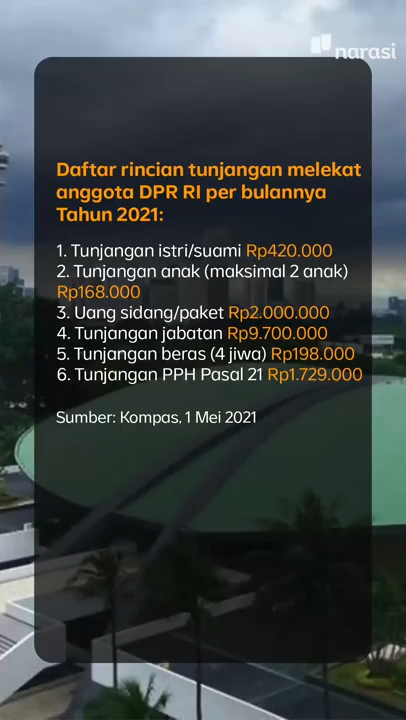 narasi
Daftar rincian tunjangan melekat
anggota DPR RI per bulannya
Tahun 2021:
1. Tunjangan istri/suami Rp420.000
2. Tunjangan anak (maksimal 2 anak)
Rp168.000
3. Uang sidang/paket Rp2.000.000
4. Tunjangan jabatan Rp9.700.000
5. Tunjangan beras (4 jiwa) Rp198.000
6. Tunjangan PPH Pasal 21 Rp1.729.000
Sumber: Kompas, 1 Mei 2021